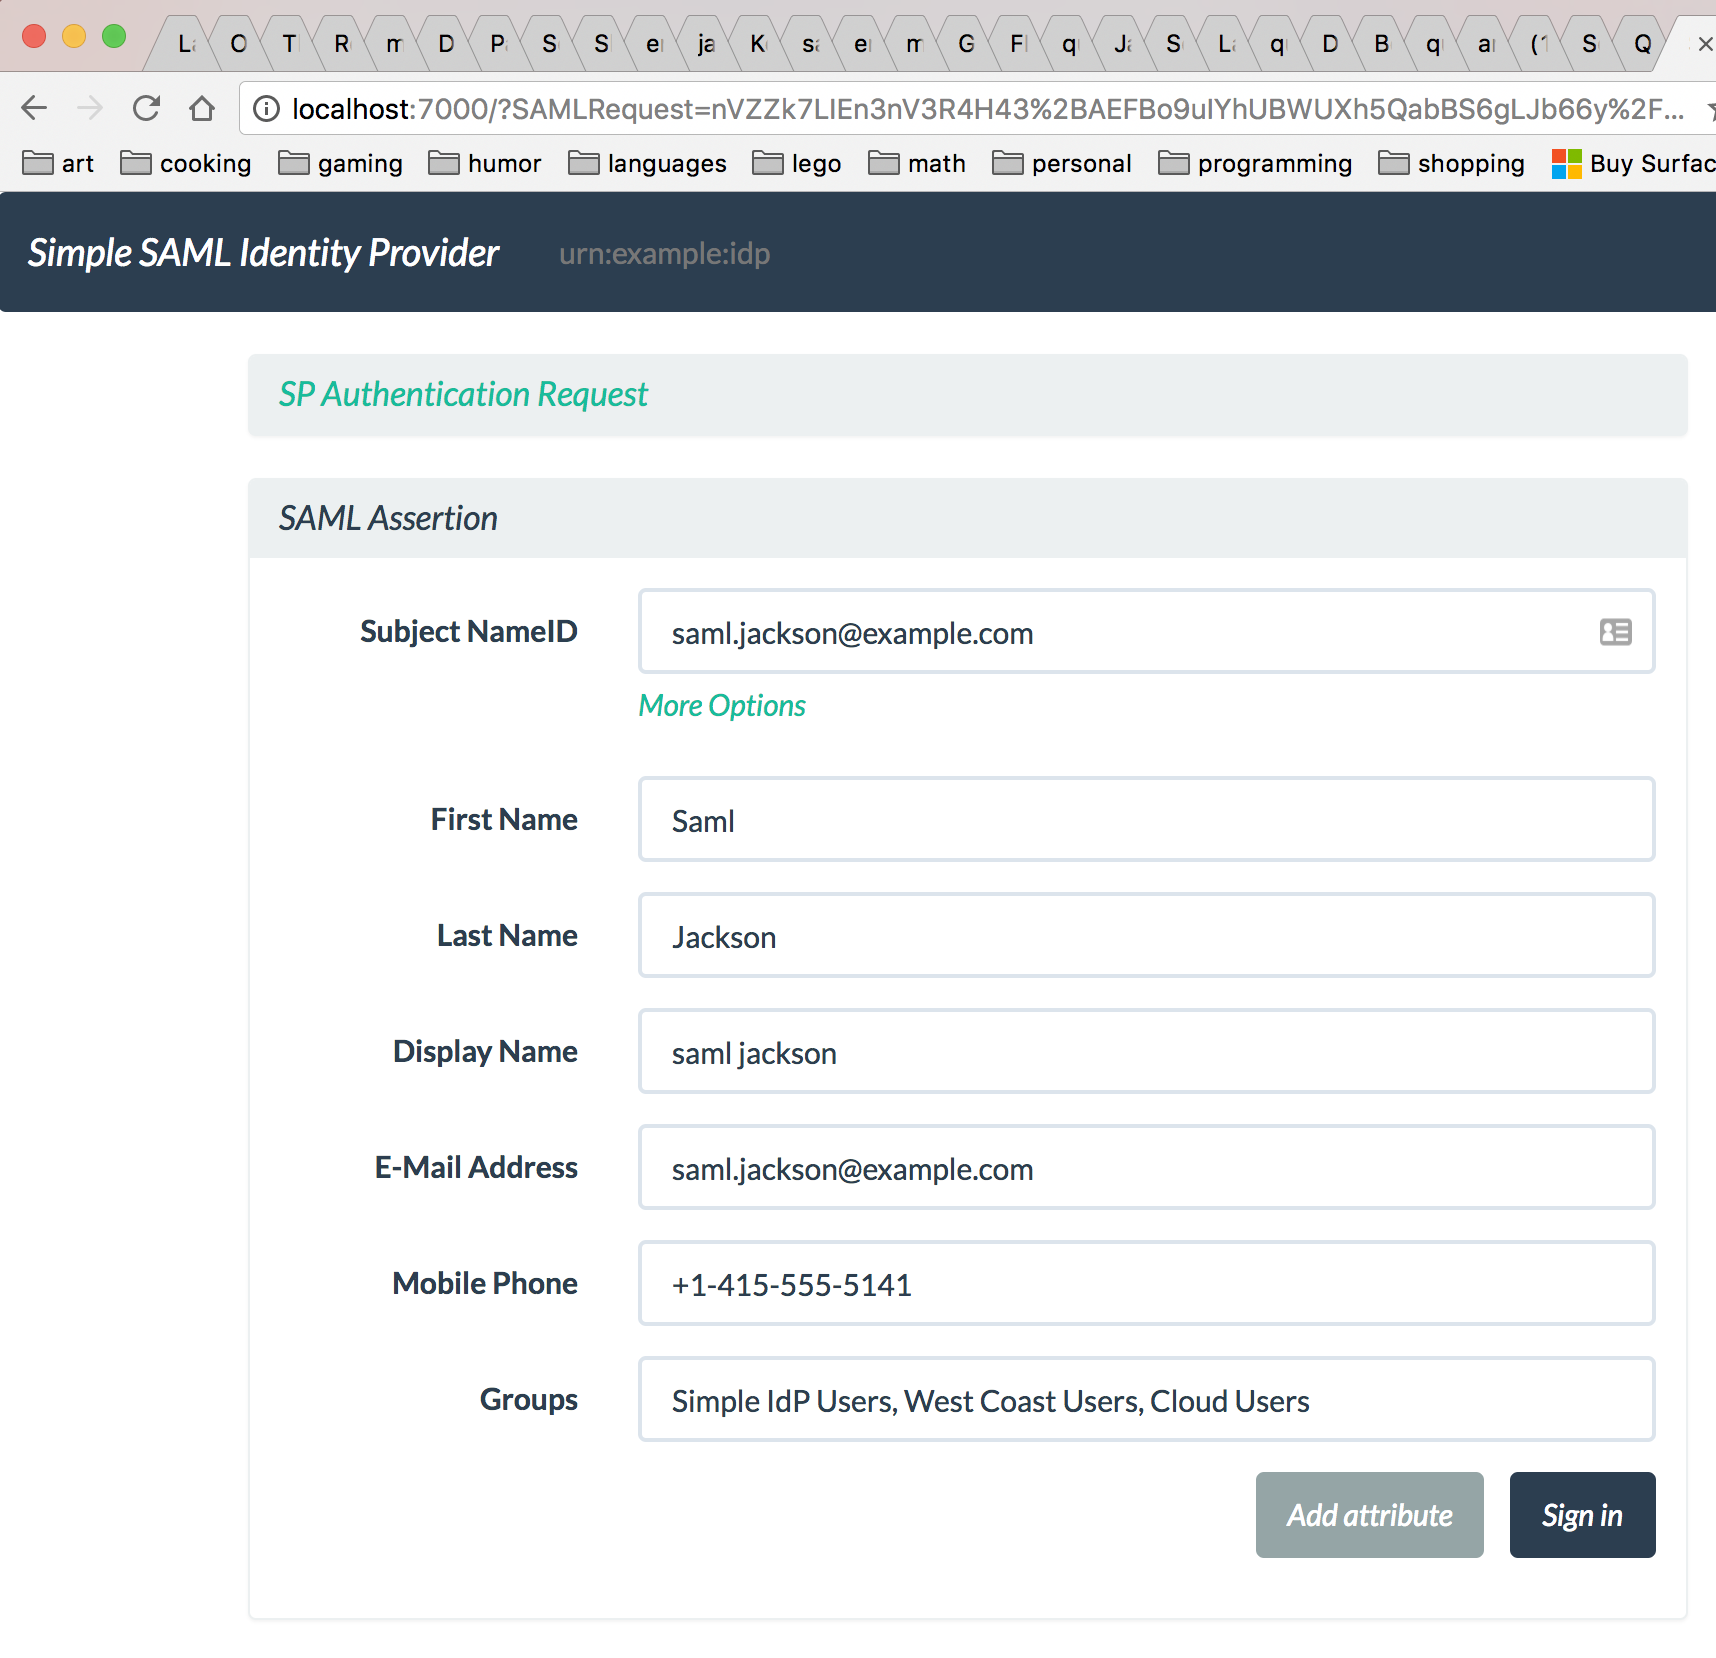 L O T R m D P S S e ja K s e m G F q J S L q D B q a (1 S Q
localhost:7000/?SAMLRequest=nVZZk7LIEn3nV3R4H43%2BAEFBo9uIYhUBWUXh5QabBS6gLJb66y%2F...
art cooking gaming humor languages lego math personal programming shopping Buy Surfac
Simple SAML Identity Provider urn:example:idp
SP Authentication Request
SAML Assertion
Subject NameID saml.jackson@example.com
More Options
First Name Saml
Last Name Jackson
Display Name saml jackson
E-Mail Address saml.jackson@example.com
Mobile Phone +1-415-555-5141
Groups Simple IdP Users, West Coast Users, Cloud Users
Add attribute Sign in